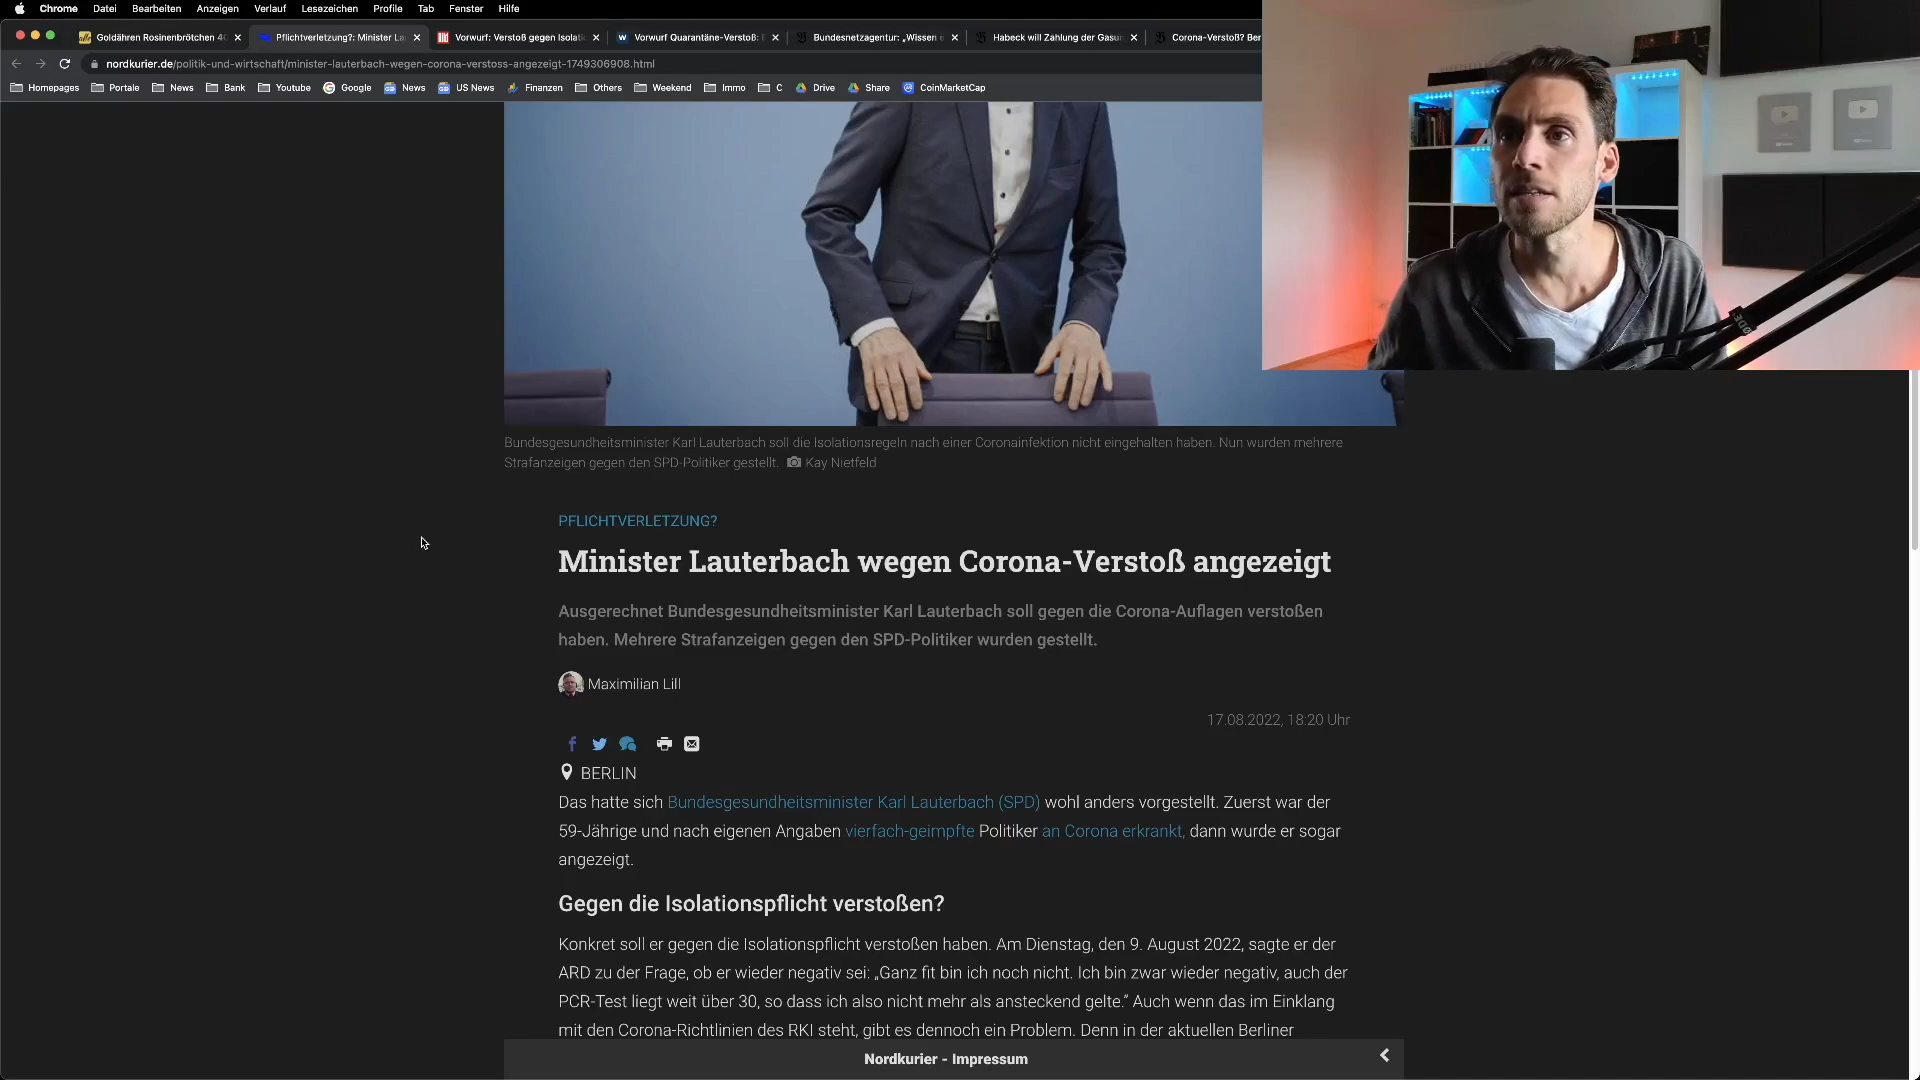 Chrome Datei Bearbeiten Anzeigen Verlauf Lesezeichen Profile Tab Fenster Hilfe
Goldähren Rosinenbrötchen 40 Pflichtverletzung?: Minister La Vorwurf: Verstoß gegen Isolati Vorwurf Quarantäne-Verstoß: Bundesnetzagentur: „Wissen Habeck will Zahlung der Gasun Corona-Verstoß? Ber
nordkurier.de/politik-und-wirtschaft/minister-lauterbach-wegen-corona-verstoss-angezeigt-1749306908.html
Homepages Portale News Bank Youtube Google News US News Finanzen Others Weekend Immo C Drive Share CoinMarketCap
Bundesgesundheitsminister Karl Lauterbach soll die Isolationsregeln nach einer Coronainfektion nicht eingehalten haben. Nun wurden mehrere
Strafanzeigen gegen den SPD-Politiker gestellt. Kay Nietfeld
PFLICHTVERLETZUNG?
Minister Lauterbach wegen Corona-Verstoß angezeigt
Ausgerechnet Bundesgesundheitsminister Karl Lauterbach soll gegen die Corona-Auflagen verstoßen
haben. Mehrere Strafanzeigen gegen den SPD-Politiker wurden gestellt.
Maximilian Lill
17.08.2022, 18:20 Uhr
BERLIN
Das hatte sich Bundesgesundheitsminister Karl Lauterbach (SPD) wohl anders vorgestellt. Zuerst war der
59-Jährige und nach eigenen Angaben vierfach-geimpfte Politiker an Corona erkrankt, dann wurde er sogar
angezeigt.
Gegen die Isolationspflicht verstoßen?
Konkret soll er gegen die Isolationspflicht verstoßen haben. Am Dienstag, den 9. August 2022, sagte er der
ARD zu der Frage, ob er wieder negativ sei: „Ganz fit bin ich noch nicht. Ich bin zwar wieder negativ, auch der
PCR-Test liegt weit über 30, so dass ich also nicht mehr als ansteckend gelte.” Auch wenn das im Einklang
mit den Corona-Richtlinien des RKI steht, gibt es dennoch ein Problem. Denn in der aktuellen Berliner
Nordkurier - Impressum
RØDE